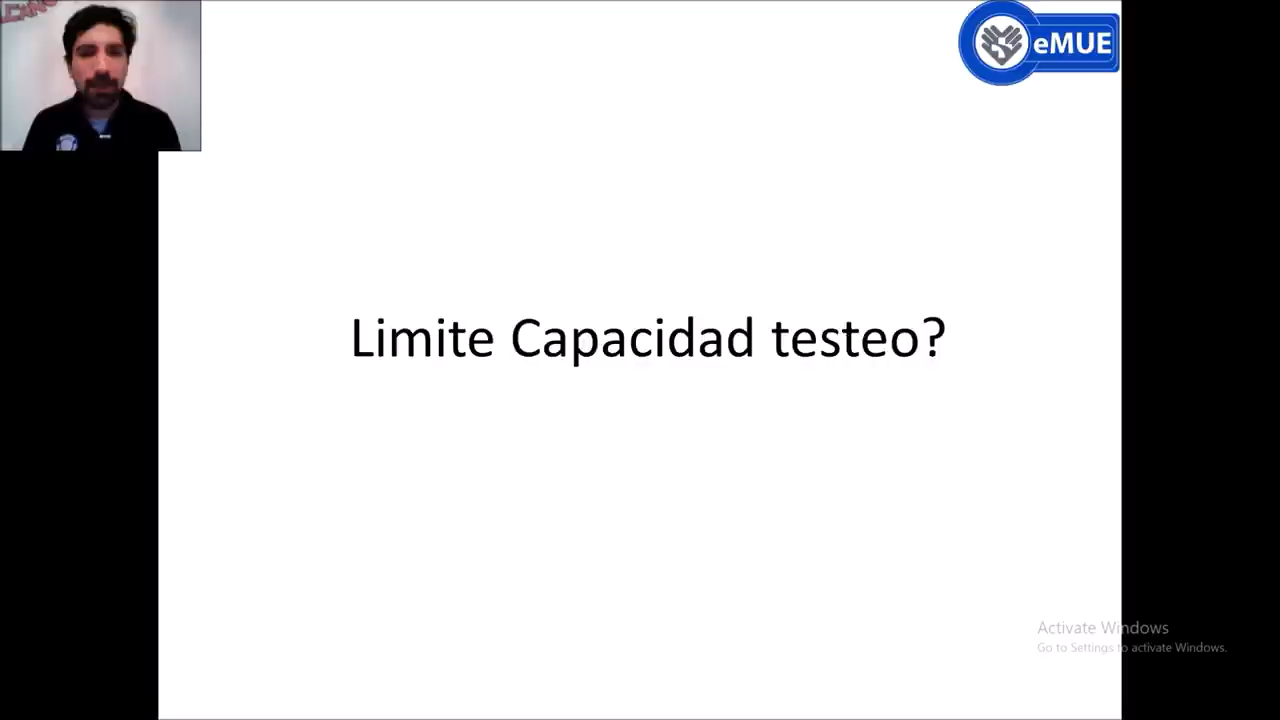 eMUE
Limite Capacidad testeo?
Activate Windows
Go to Settings to activate Windows.